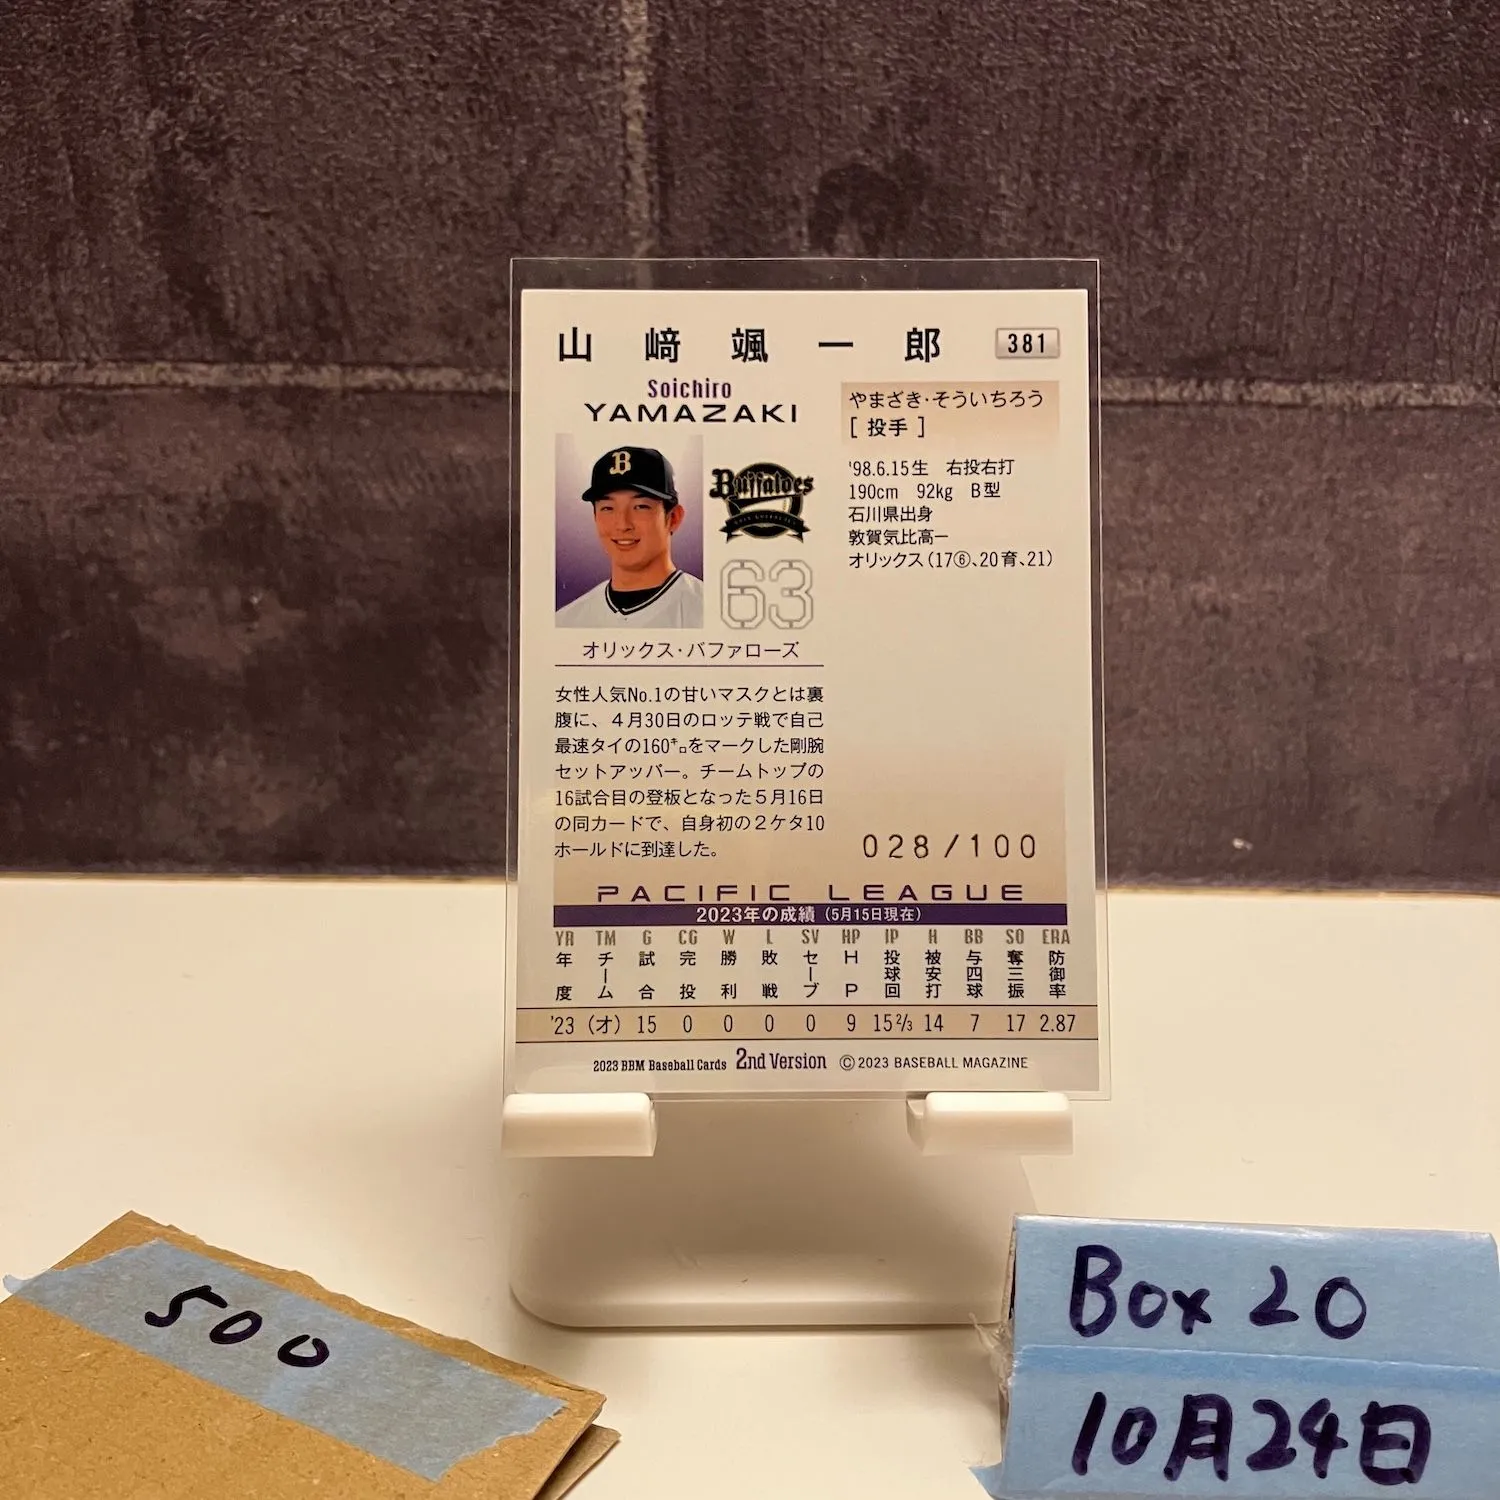 山 﨑 颯 一 郎 381
Soichiro
YAMAZAKI
やまざき・そういちろう
[ 投手 ]
B
Buffaloes
63
'98.6.15生 右投右打
190cm 92kg B型
石川県出身
敦賀気比高一
オリックス(17⑥、20育、21)
オリックス・バファローズ
女性人気No.1の甘いマスクとは裏
腹に、4月30日のロッテ戦で自己
最速タイの160㌔をマークした剛腕
セットアッパー。チームトップの
16試合目の登板となった5月16日
の同カードで、自身初の2ケタ10
ホールドに到達した。
028/100
PACIFIC LEAGUE
2023年の成績(5月15日現在)
YR TM G CG W L SV HP IP H BB SO ERA
年度 チーム 試合 完投 勝利 敗戦 セーブ HP 投球回 被安打 与四球 奪三振 防御率
'23 (オ) 15 0 0 0 0 9 15 2/3 14 7 17 2.87
2023 BBM Baseball Cards 2nd Version ©2023 BASEBALL MAGAZINE
500
Box 20
10月24日